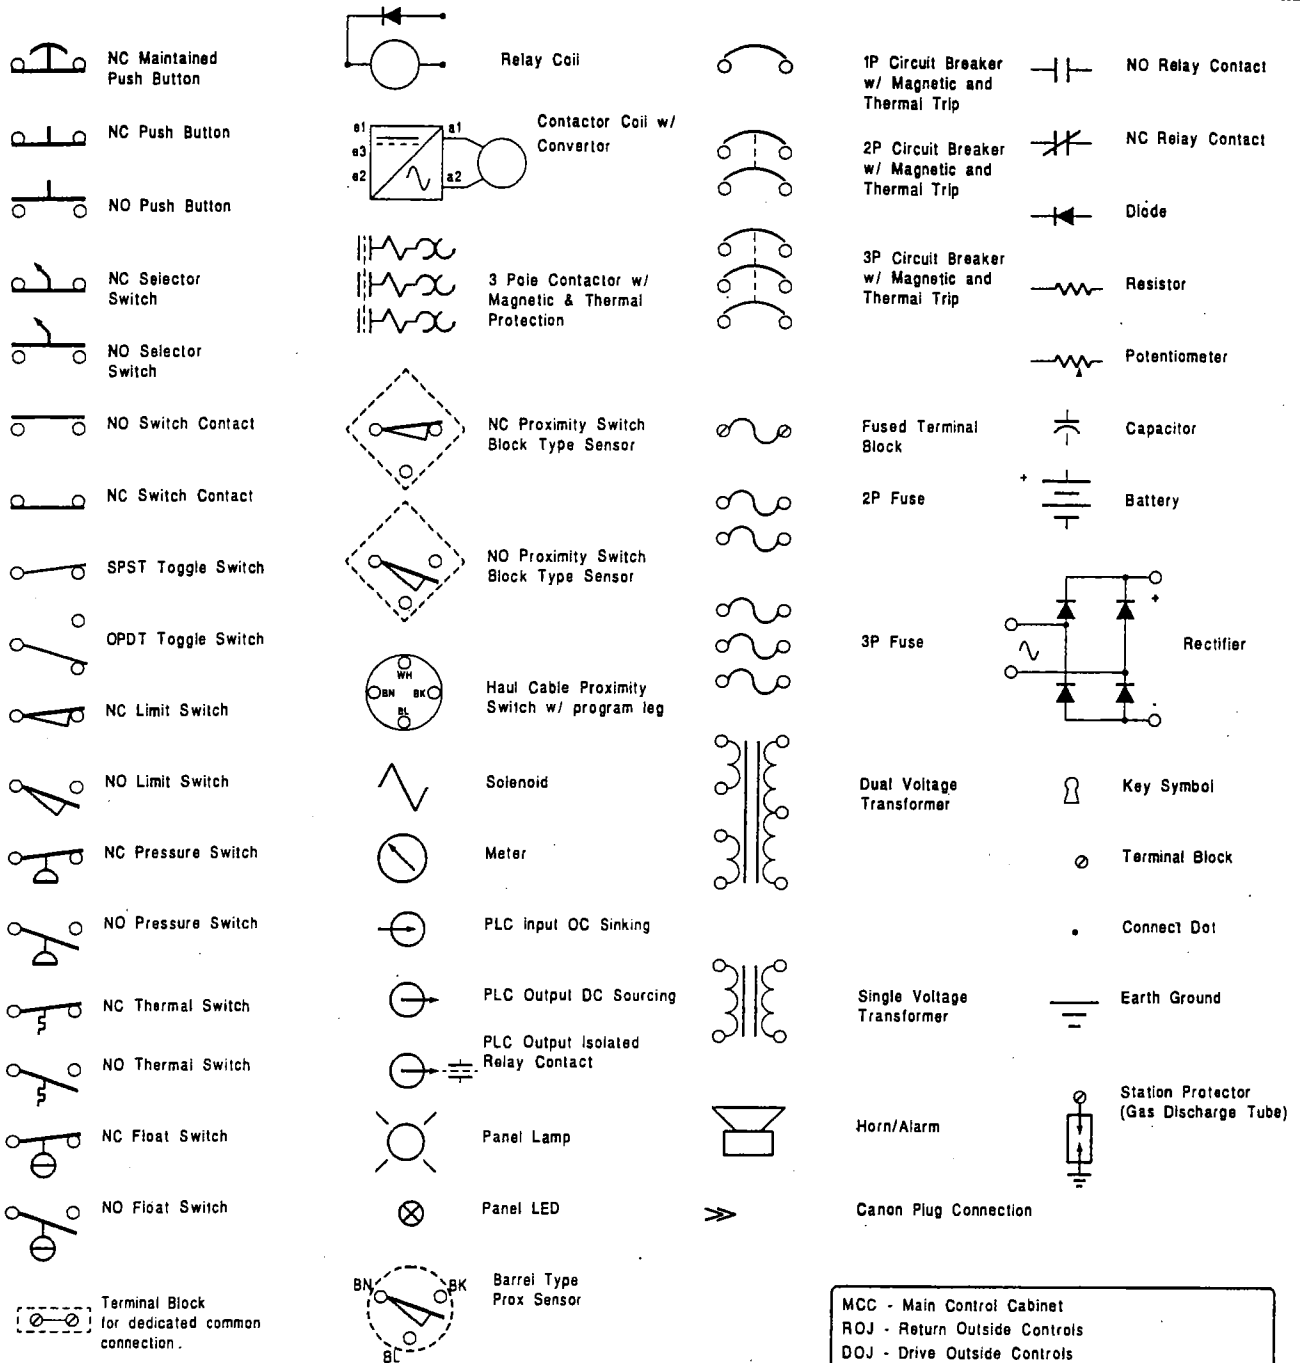 NC Maintained
Push Button
NC Push Button
NO Push Button
NC Selector
Switch
NO Selector
Switch
NO Switch Contact
NC Switch Contact
SPST Toggle Switch
OPDT Toggle Switch
NC Limit Switch
NO Limit Switch
NC Pressure Switch
NO Pressure Switch
NC Thermal Switch
NO Thermal Switch
NC Float Switch
NO Float Switch
Terminal Block
for dedicated common
connection.
Relay Coil
e1
e3
e2
a1
a2
Contactor Coil w/
Convertor
3 Pole Contactor w/
Magnetic & Thermal
Protection
NC Proximity Switch
Block Type Sensor
NO Proximity Switch
Block Type Sensor
WH
BN BK
BL
Haul Cable Proximity
Switch w/ program leg
Solenoid
Meter
PLC Input OC Sinking
PLC Output DC Sourcing
PLC Output Isolated
Relay Contact
Panel Lamp
Panel LED
BN BK
BL
Barrel Type
Prox Sensor
1P Circuit Breaker
w/ Magnetic and
Thermal Trip
2P Circuit Breaker
w/ Magnetic and
Thermal Trip
3P Circuit Breaker
w/ Magnetic and
Thermal Trip
Fused Terminal
Block
2P Fuse
3P Fuse
Dual Voltage
Transformer
Single Voltage
Transformer
Horn/Alarm
Canon Plug Connection
NO Relay Contact
NC Relay Contact
Diode
Resistor
Potentiometer
Capacitor
+
Battery
+
-
Rectifier
Key Symbol
Terminal Block
Connect Dot
Earth Ground
Station Protector
(Gas Discharge Tube)
MCC - Main Control Cabinet
ROJ - Return Outside Controls
DOJ - Drive Outside Controls